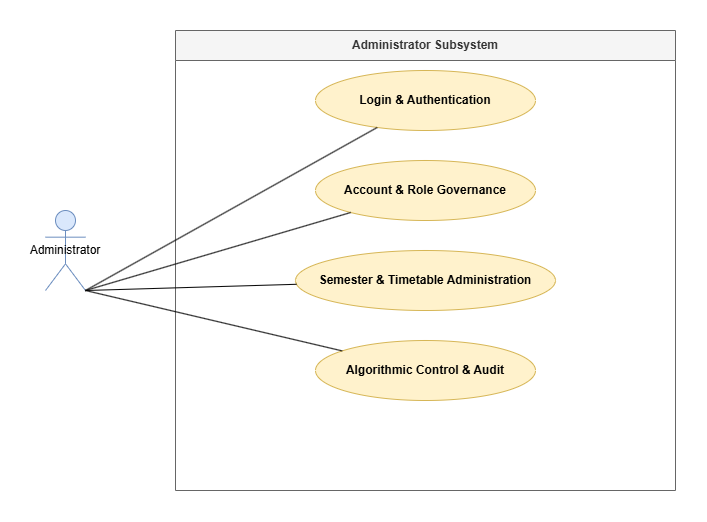 Administrator Subsystem
Login & Authentication
Account & Role Governance
Administrator
Semester & Timetable Administration
Algorithmic Control & Audit